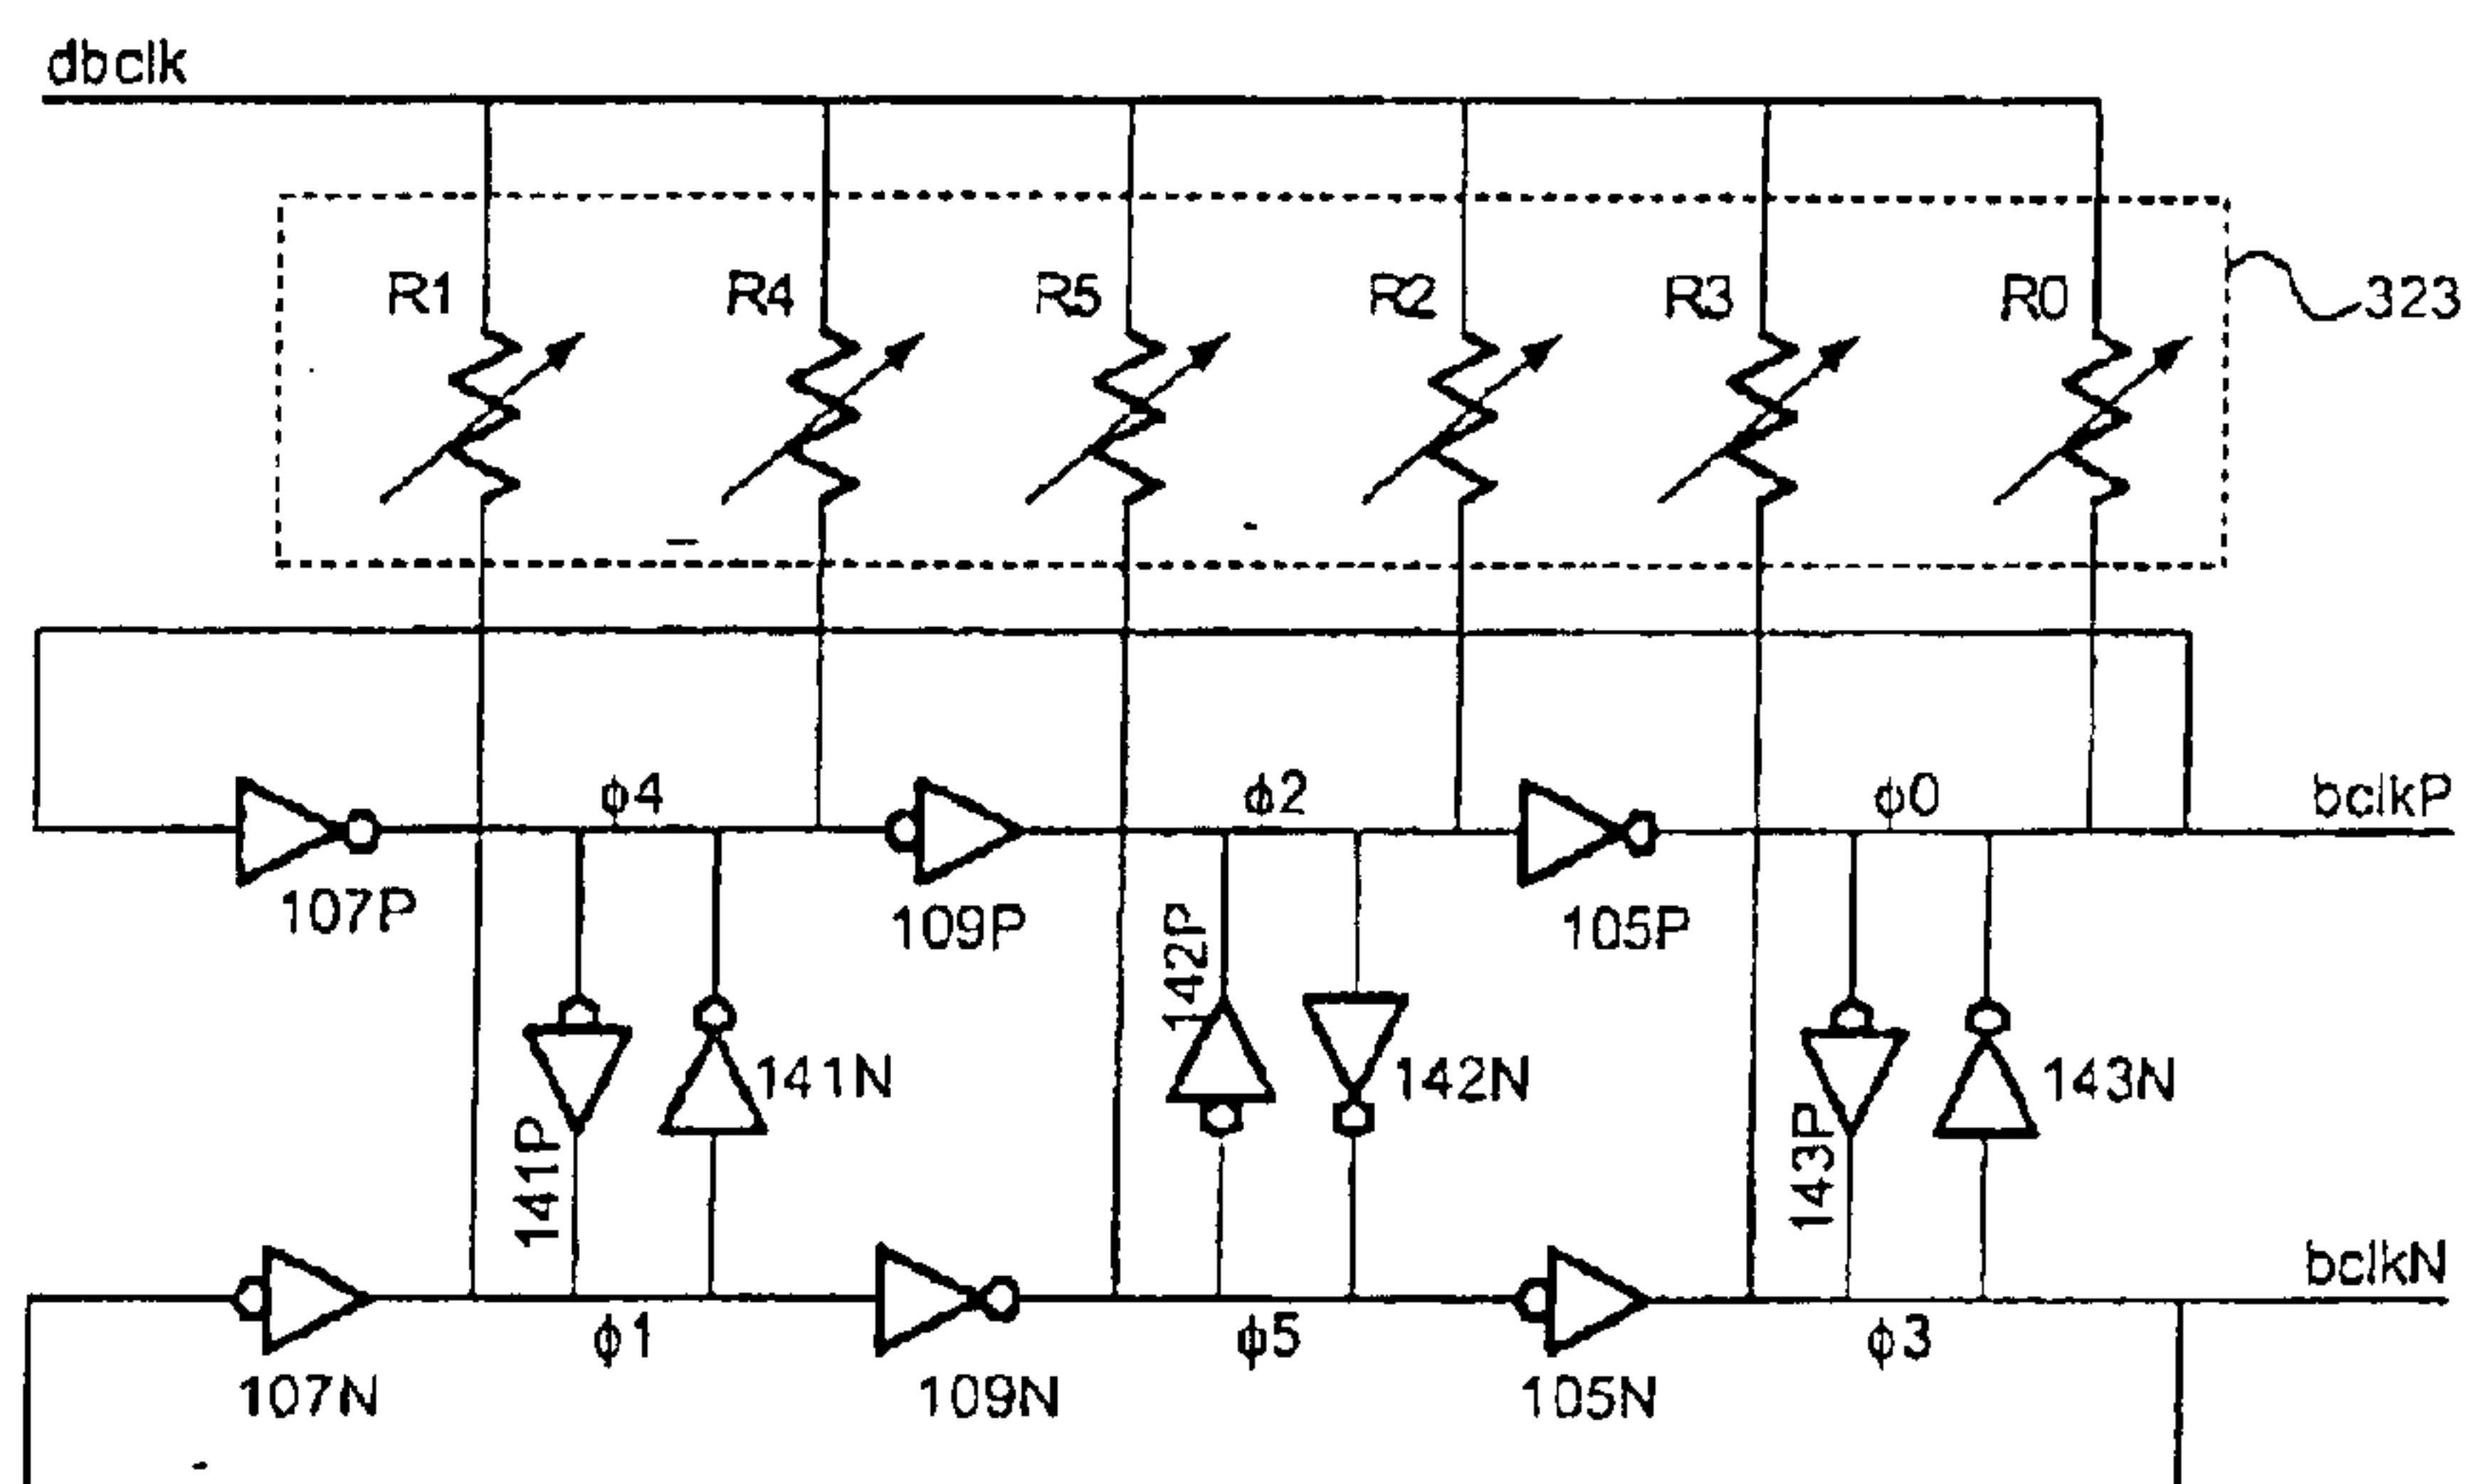 dbclk
R1 R4 R5 R2 R3 R0 323
ϕ4 ϕ2 ϕ0 bclkP
107P 109P 105P
142P
141N 142N 143N
141P 143P
bclkN
ϕ1 ϕ5 ϕ3
107N 109N 105N